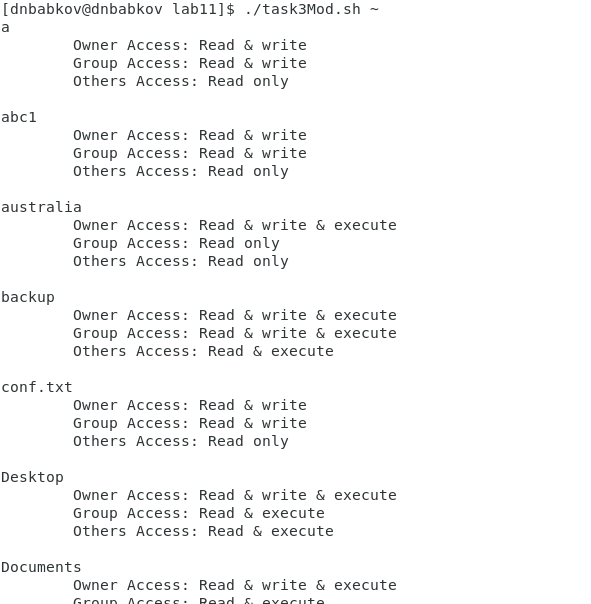 [dnbabkov@dnbabkov lab11]$ ./task3Mod.sh ~
a
Owner Access: Read & write
Group Access: Read & write
Others Access: Read only
abc1
Owner Access: Read & write
Group Access: Read & write
Others Access: Read only
australia
Owner Access: Read & write & execute
Group Access: Read only
Others Access: Read only
backup
Owner Access: Read & write & execute
Group Access: Read & write & execute
Others Access: Read & execute
conf.txt
Owner Access: Read & write
Group Access: Read & write
Others Access: Read only
Desktop
Owner Access: Read & write & execute
Group Access: Read & execute
Others Access: Read & execute
Documents
Owner Access: Read & write & execute
Group Access: Read & execute